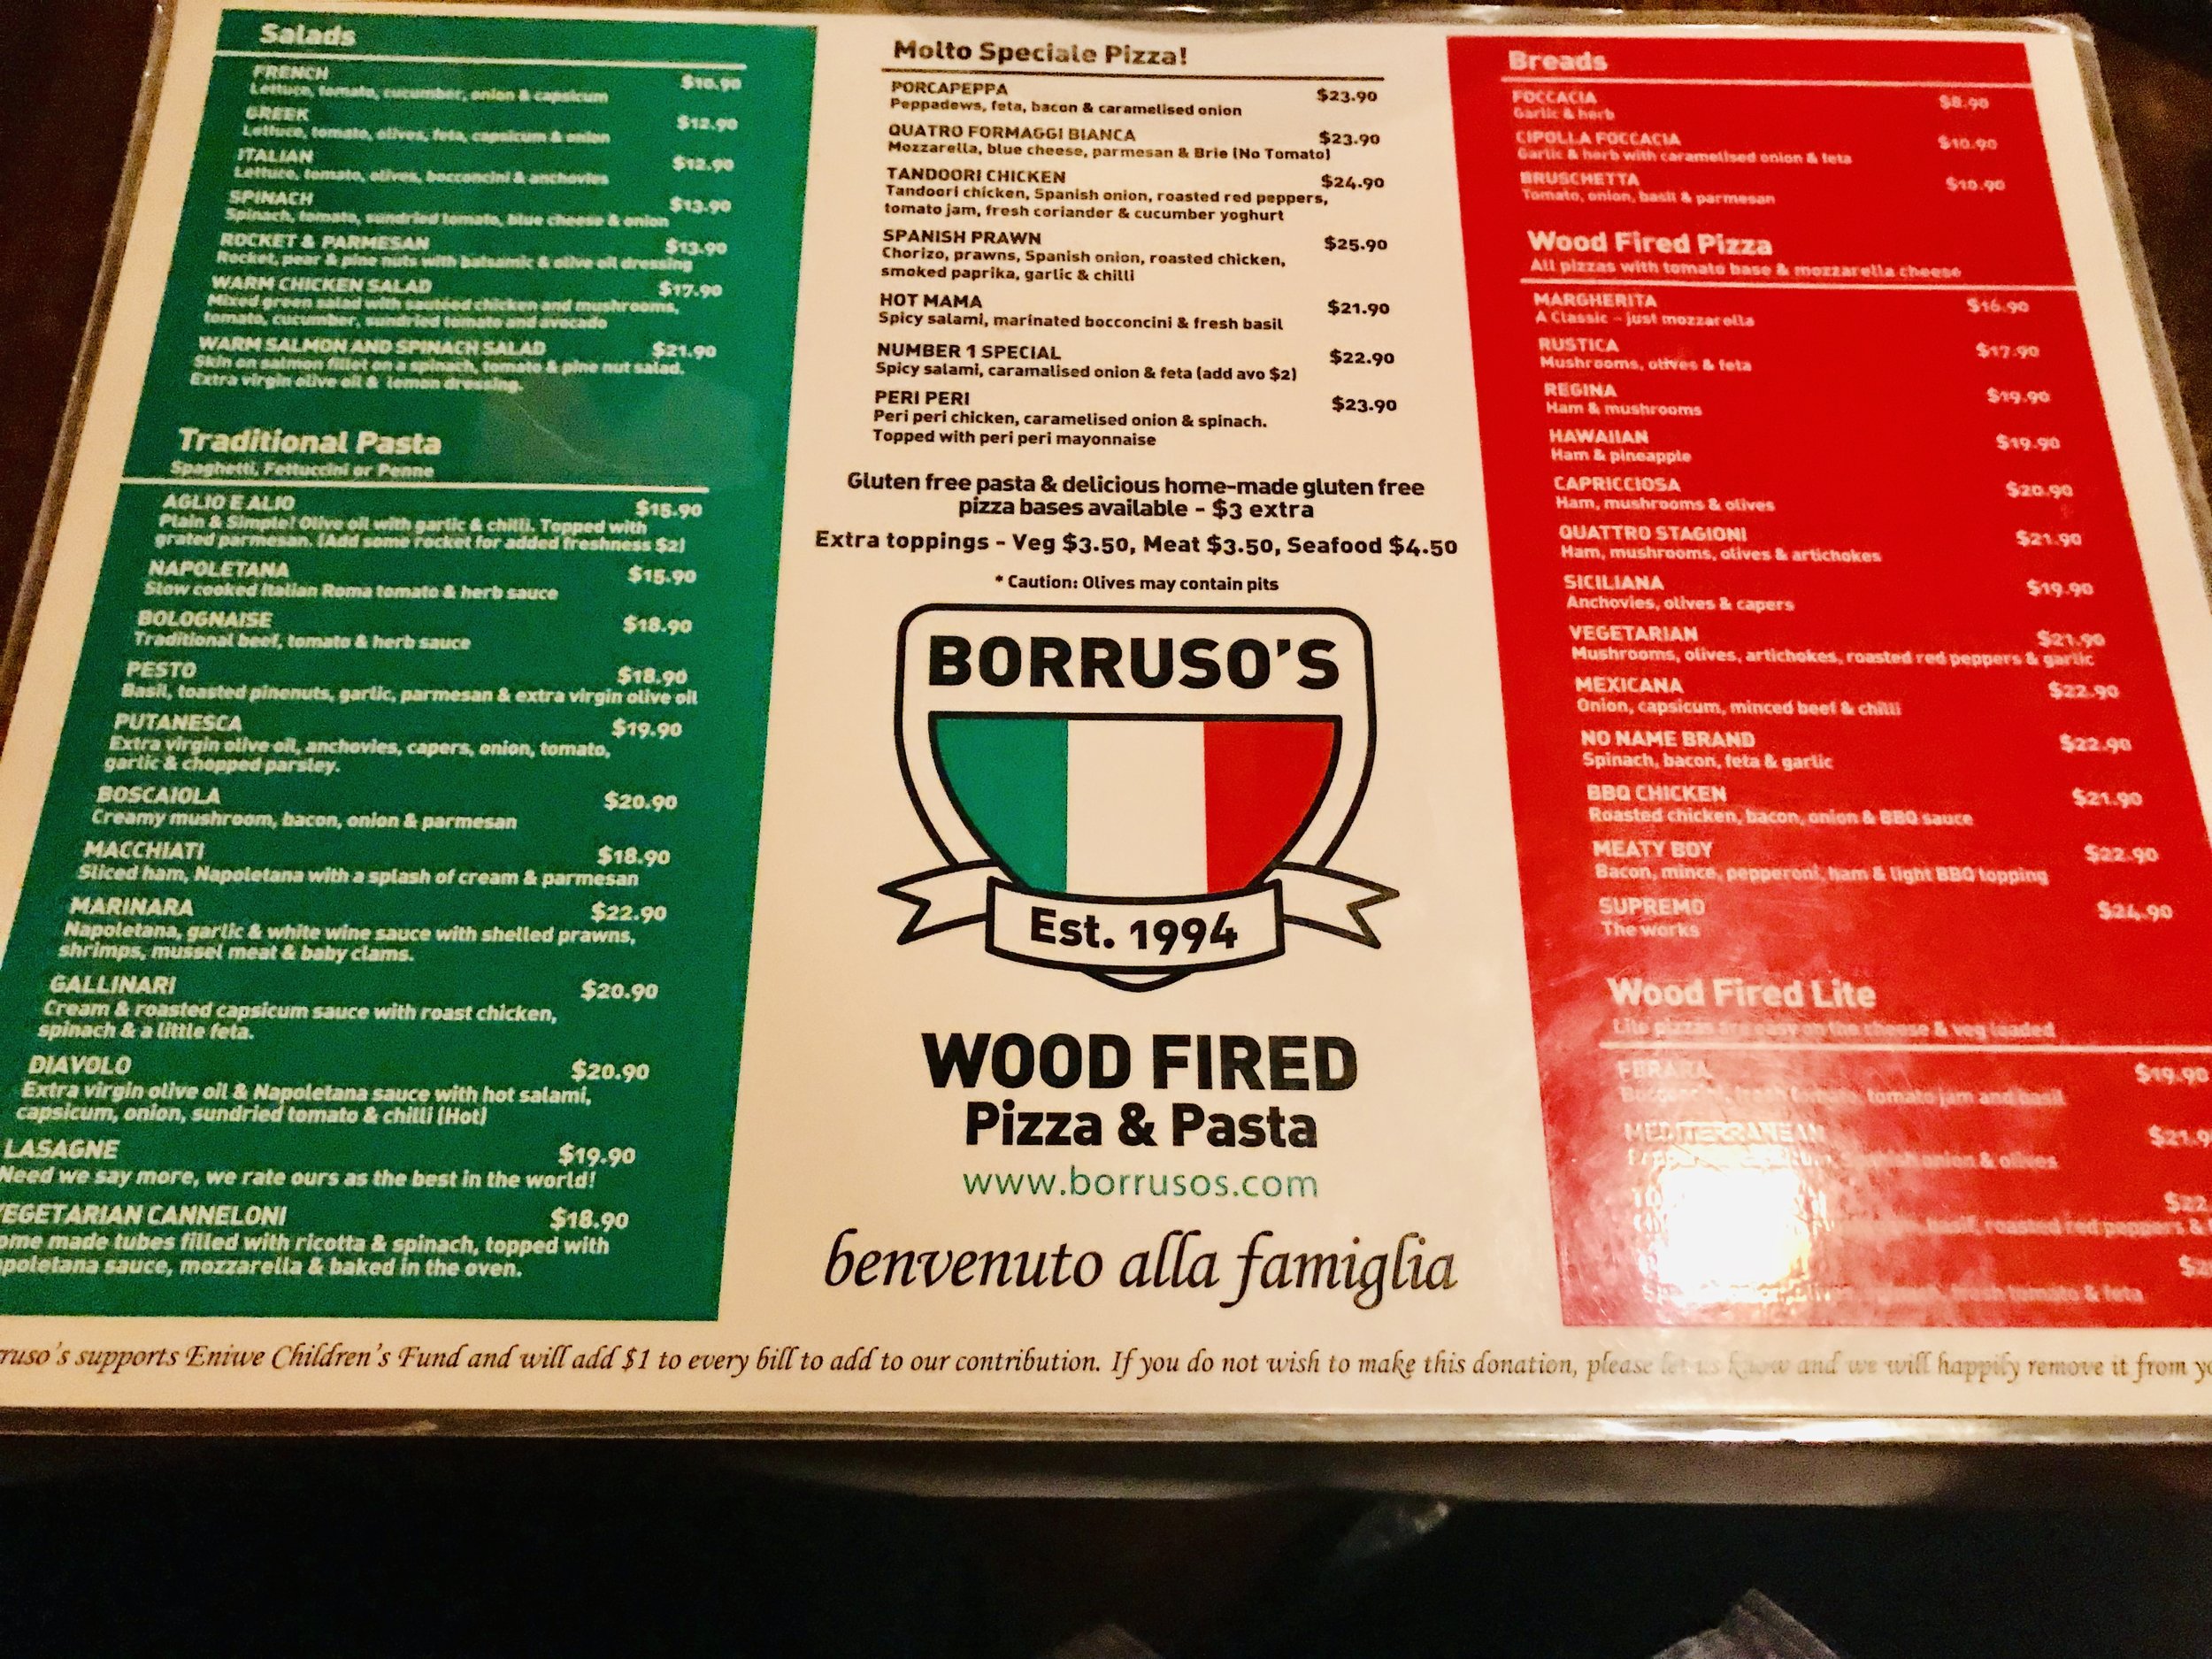 Salads
FRENCH $10.90
Lettuce, tomato, cucumber, onion & capsicum
GREEK $12.90
Lettuce, tomato, olives, feta, capsicum & onion
ITALIAN $12.90
Lettuce, tomato, olives, bocconcini & anchovies
SPINACH $13.90
Spinach, tomato, sundried tomato, blue cheese & onion
ROCKET & PARMESAN $13.90
Rocket, pear & pine nuts with balsamic & olive oil dressing
WARM CHICKEN SALAD $17.90
Mixed green salad with sautéed chicken and mushrooms,
tomato, cucumber, sundried tomato and avocado
WARM SALMON AND SPINACH SALAD $21.90
Skin on salmon fillet on a spinach, tomato & pine nut salad.
Extra virgin olive oil & lemon dressing.
Traditional Pasta
Spaghetti, Fettuccini or Penne
AGLIO E ALIO $15.90
Plain & Simple! Olive oil with garlic & chilli. Topped with
grated parmesan. (Add some rocket for added freshness $2)
NAPOLETANA $15.90
Slow cooked Italian Roma tomato & herb sauce
BOLOGNAISE $18.90
Traditional beef, tomato & herb sauce
PESTO $18.90
Basil, toasted pinenuts, garlic, parmesan & extra virgin olive oil
PUTANESCA $19.90
Extra virgin olive oil, anchovies, capers, onion, tomato,
garlic & chopped parsley.
BOSCAIOLA $20.90
Creamy mushroom, bacon, onion & parmesan
MACCHIATI $18.90
Sliced ham, Napoletana with a splash of cream & parmesan
MARINARA $22.90
Napoletana, garlic & white wine sauce with shelled prawns,
shrimps, mussel meat & baby clams.
GALLINARI $20.90
Cream & roasted capsicum sauce with roast chicken,
spinach & a little feta.
DIAVOLO $20.90
Extra virgin olive oil & Napoletana sauce with hot salami,
capsicum, onion, sundried tomato & chilli (Hot)
LASAGNE $19.90
Need we say more, we rate ours as the best in the world!
EGETARIAN CANNELONI $18.90
ome made tubes filled with ricotta & spinach, topped with
poletana sauce, mozzarella & baked in the oven.
Molto Speciale Pizza!
PORCAPEPPA $23.90
Peppadews, feta, bacon & caramelised onion
QUATRO FORMAGGI BIANCA $23.90
Mozzarella, blue cheese, parmesan & Brie (No Tomato)
TANDOORI CHICKEN $24.90
Tandoori chicken, Spanish onion, roasted red peppers,
tomato jam, fresh coriander & cucumber yoghurt
SPANISH PRAWN $25.90
Chorizo, prawns, Spanish onion, roasted chicken,
smoked paprika, garlic & chilli
HOT MAMA $21.90
Spicy salami, marinated bocconcini & fresh basil
NUMBER 1 SPECIAL $22.90
Spicy salami, caramalised onion & feta (add avo $2)
PERI PERI $23.90
Peri peri chicken, caramelised onion & spinach.
Topped with peri peri mayonnaise
Gluten free pasta & delicious home-made gluten free
pizza bases available - $3 extra
Extra toppings - Veg $3.50, Meat $3.50, Seafood $4.50
* Caution: Olives may contain pits
BORRUSO'S
Est. 1994
WOOD FIRED
Pizza & Pasta
www.borrusos.com
benvenuto alla famiglia
Breads
FOCCACIA $8.90
Garlic & herb
CIPOLLA FOCCACIA $10.90
Garlic & herb with caramelised onion & feta
BRUSCHETTA $10.90
Tomato, onion, basil & parmesan
Wood Fired Pizza
All pizzas with tomato base & mozzarella cheese
MARGHERITA $16.90
A Classic – just mozzarella
RUSTICA $17.90
Mushrooms, olives & feta
REGINA $19.90
Ham & mushrooms
HAWAIIAN $19.90
Ham & pineapple
CAPRICCIOSA $20.90
Ham, mushrooms & olives
QUATTRO STAGIONI $21.90
Ham, mushrooms, olives & artichokes
SICILIANA $19.90
Anchovies, olives & capers
VEGETARIAN $21.90
Mushrooms, olives, artichokes, roasted red peppers & garlic
MEXICANA $22.90
Onion, capsicum, minced beef & chilli
NO NAME BRAND $22.90
Spinach, bacon, feta & garlic
BBQ CHICKEN $21.90
Roasted chicken, bacon, onion & BBQ sauce
MEATY BOY $22.90
Bacon, mince, pepperoni, ham & light BBQ topping
SUPREMO $24.90
The works
Wood Fired Lite
Lite pizzas are easy on the cheese & veg loaded
FERARA $19.90
Bocconcini, fresh tomato, tomato jam and basil
MEDITERRANEAN $21.9
onion & olives
$22
basil, roasted red peppers &
$2
fresh tomato & feta
ruso's supports Eniwe Children's Fund and will add $1 to every bill to add to our contribution. If you do not wish to make this donation, please let us know and we will happily remove it from yo